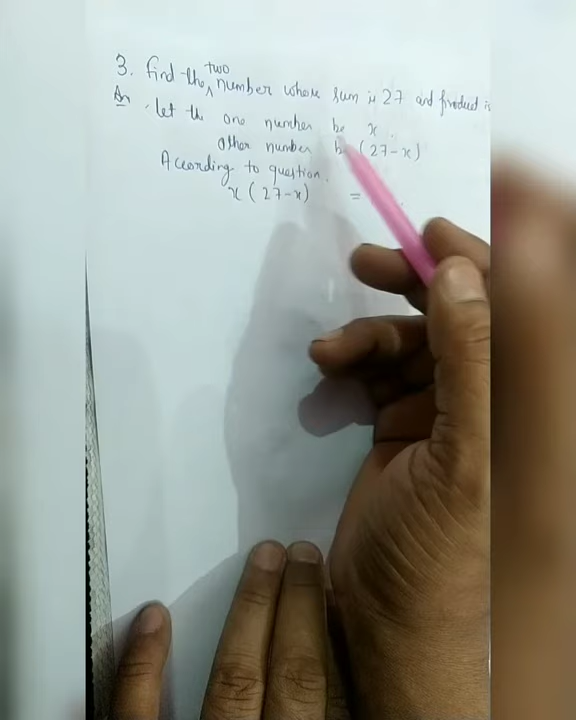 3. Find the two number whose sum is 27 and product is
An. let the one number be x.
other number be (27-x)
According to question.
x(27-x) =